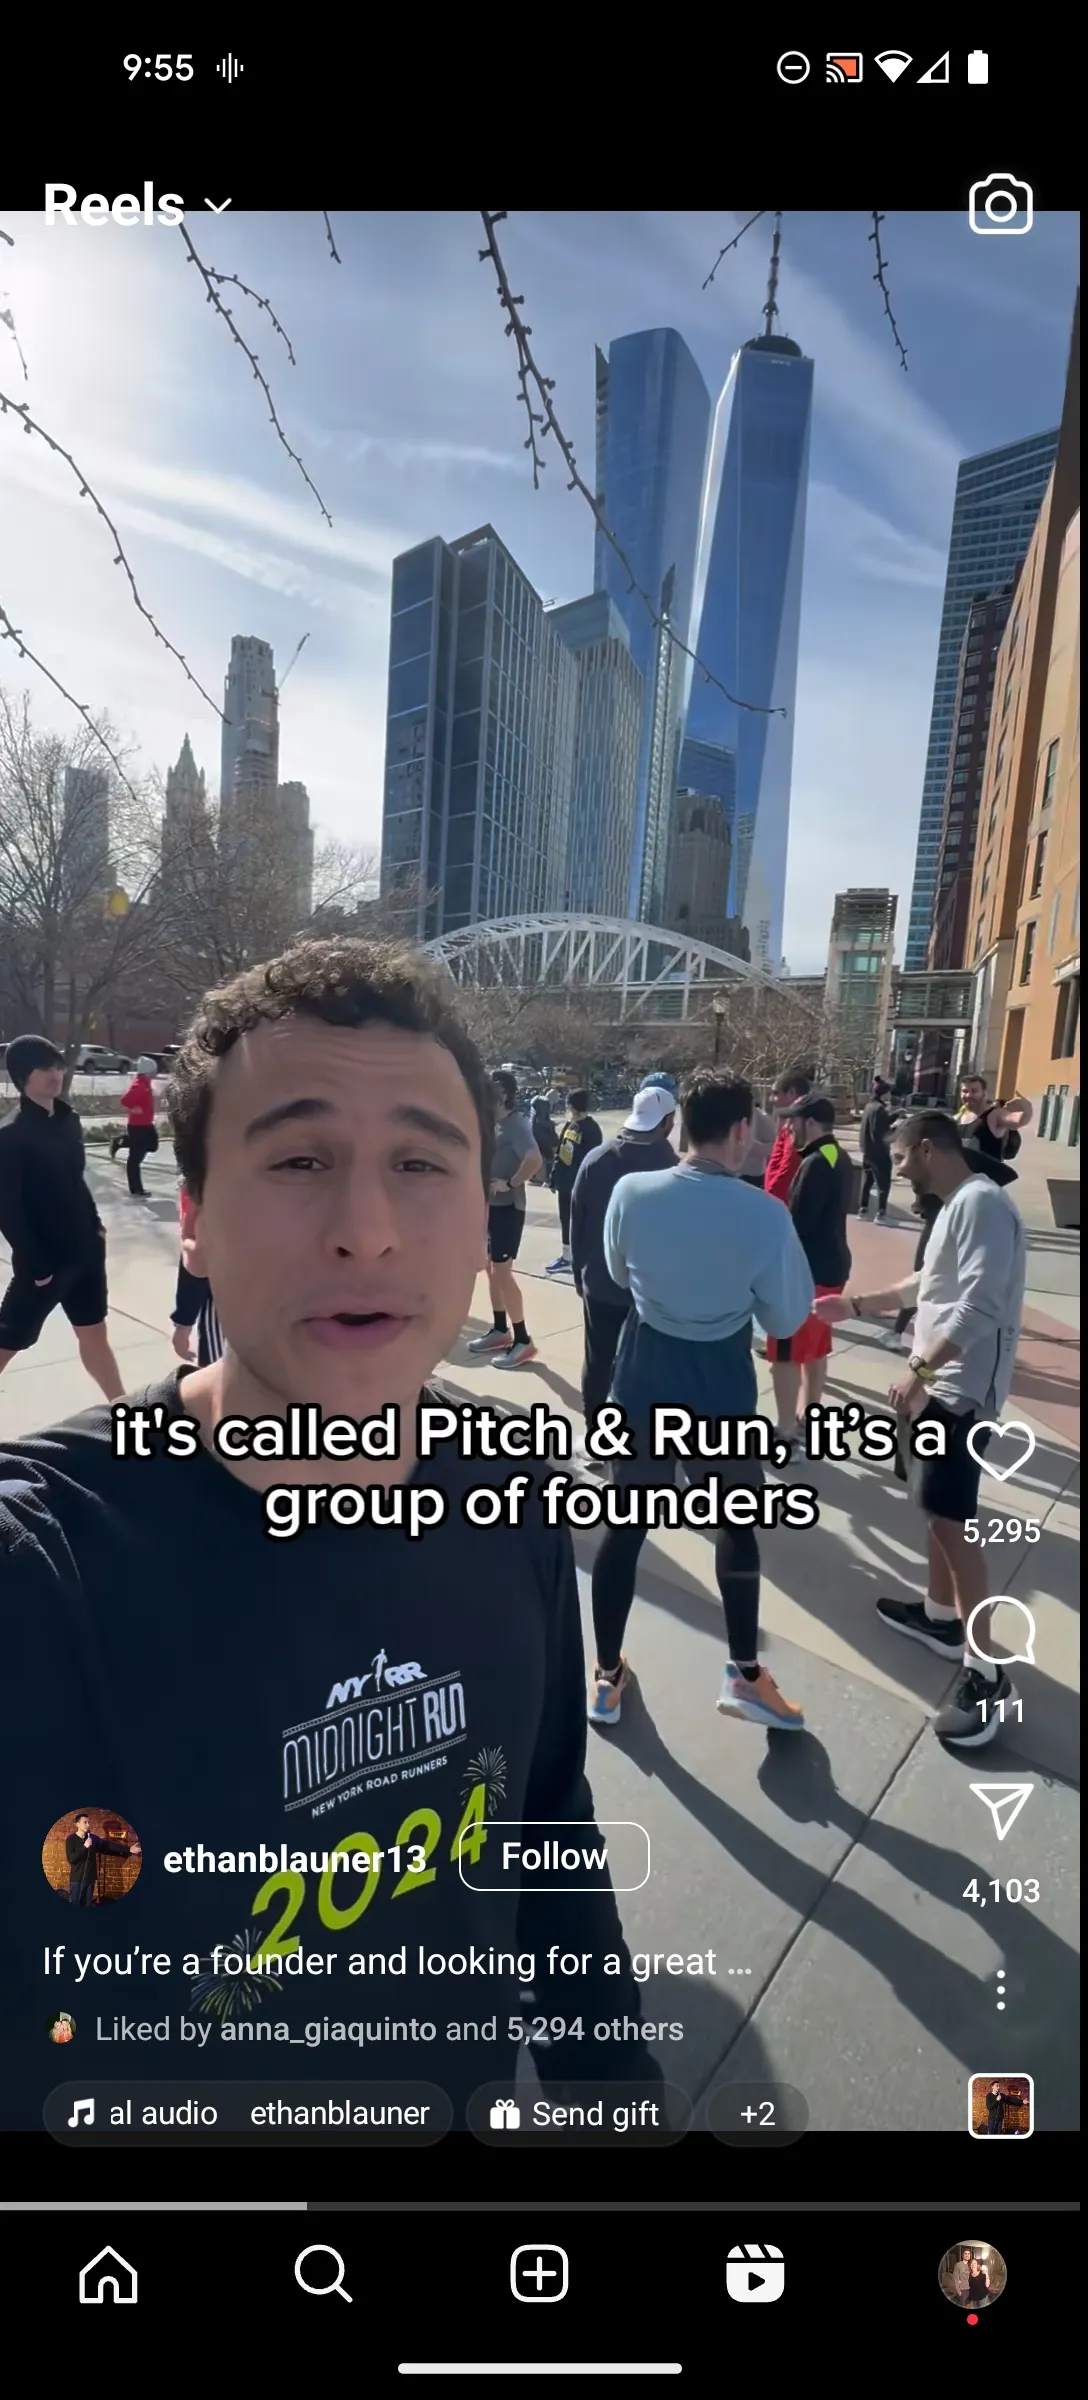 9:55
Reels
it's called Pitch & Run, it’s a
group of founders
5,295
111
NYRR
MIDNIGHT RUN
NEW YORK ROAD RUNNERS
2024
4,103
ethanblauner13
Follow
If you’re a founder and looking for a great ...
Liked by anna_giaquinto and 5,294 others
al audio ethanblauner
Send gift
+2